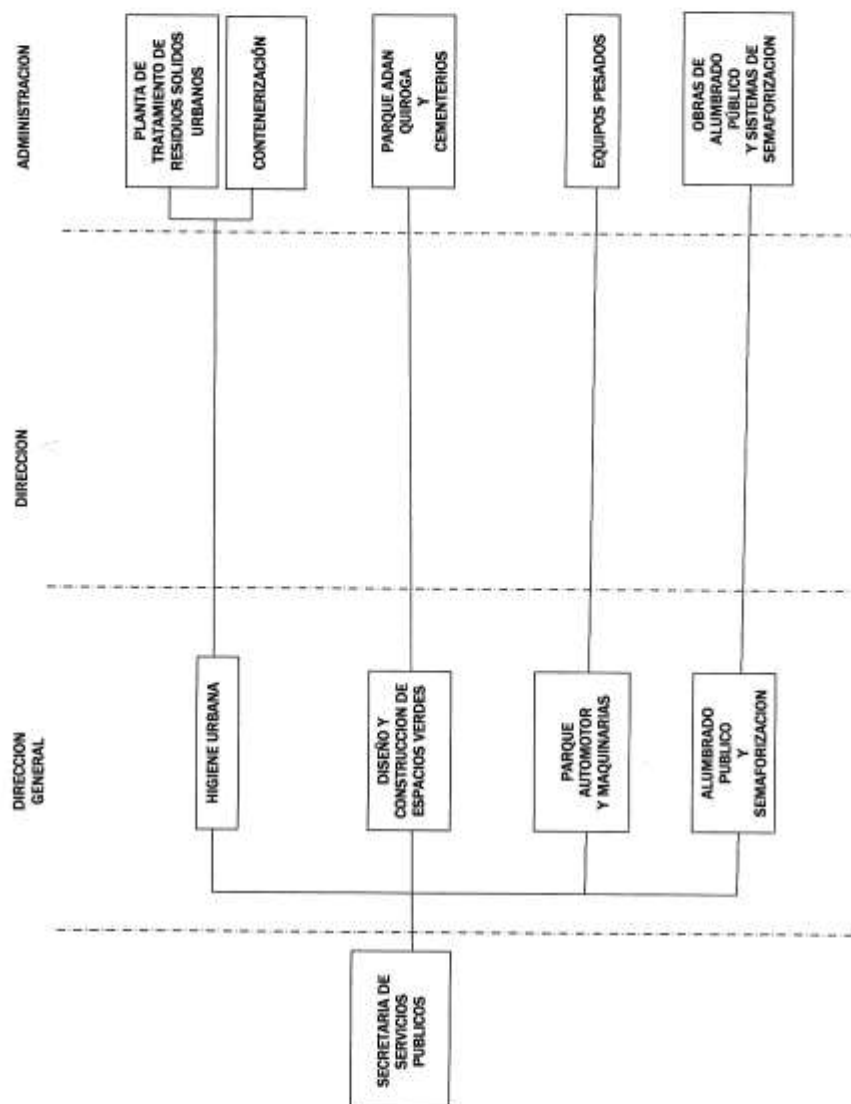 DIRECCION
GENERAL
DIRECCION
ADMINISTRACION
SECRETARIA DE
SERVICIOS
PUBLICOS
HIGIENE URBANA
PLANTA DE
TRATAMIENTO DE
RESIDUOS SOLIDOS
URBANOS
CONTENERIZACIÓN
DISEÑO Y
CONSTRUCCION DE
ESPACIOS VERDES
PARQUE ADAN
QUIROGA
Y
CEMENTERIOS
PARQUE
AUTOMOTOR
Y MAQUINARIAS
EQUIPOS PESADOS
ALUMBRADO
PUBLICO
Y
SEMAFORIZACION
OBRAS DE
ALUMBRADO
PÚBLICO
Y SISTEMAS DE
SEMAFORIZACION